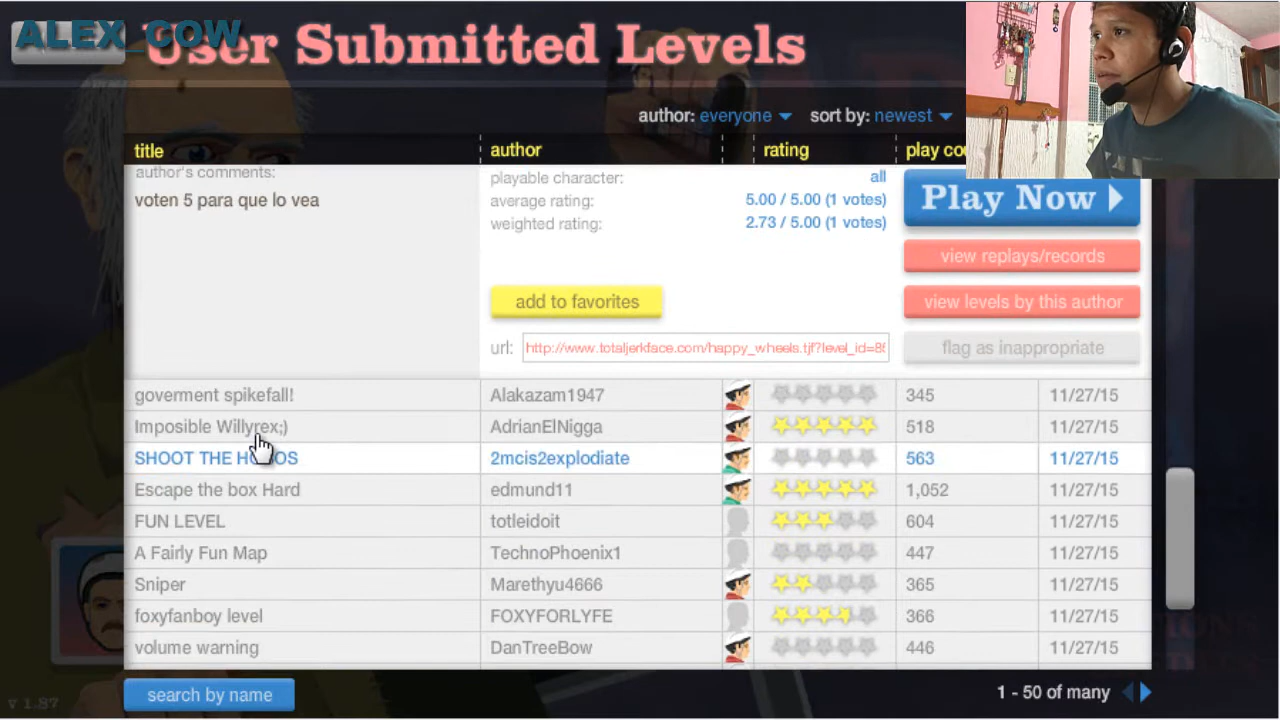 ALEX_COW
User Submitted Levels
author: everyone sort by: newest
title author rating play co
author's comments:
voten 5 para que lo vea
playable character: all
average rating: 5.00 / 5.00 (1 votes)
weighted rating: 2.73 / 5.00 (1 votes)
Play Now
view replays/records
add to favorites
view levels by this author
url: http://www.totaljerkface.com/happy_wheels.tjf?level_id=8
flag as inappropriate
goverment spikefall! Alakazam1947 345 11/27/15
Imposible Willyrex;) AdrianElNigga 518 11/27/15
SHOOT THE 2mcis2explodiate 563 11/27/15
Escape the box Hard edmund11 1,052 11/27/15
FUN LEVEL totleidoit 604 11/27/15
A Fairly Fun Map TechnoPhoenix1 447 11/27/15
Sniper Marethyu4666 365 11/27/15
foxyfanboy level FOXYFORLYFE 366 11/27/15
volume warning DanTreeBow 446 11/27/15
search by name
1 - 50 of many
v 1.87